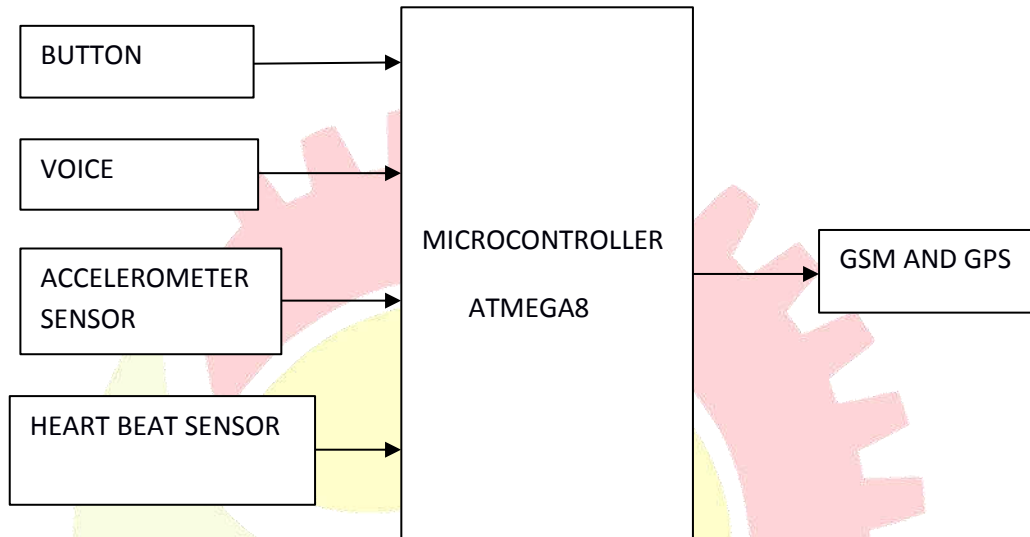 BUTTON
VOICE
ACCELEROMETER
SENSOR
HEART BEAT SENSOR
MICROCONTROLLER
ATMEGA8
GSM AND GPS